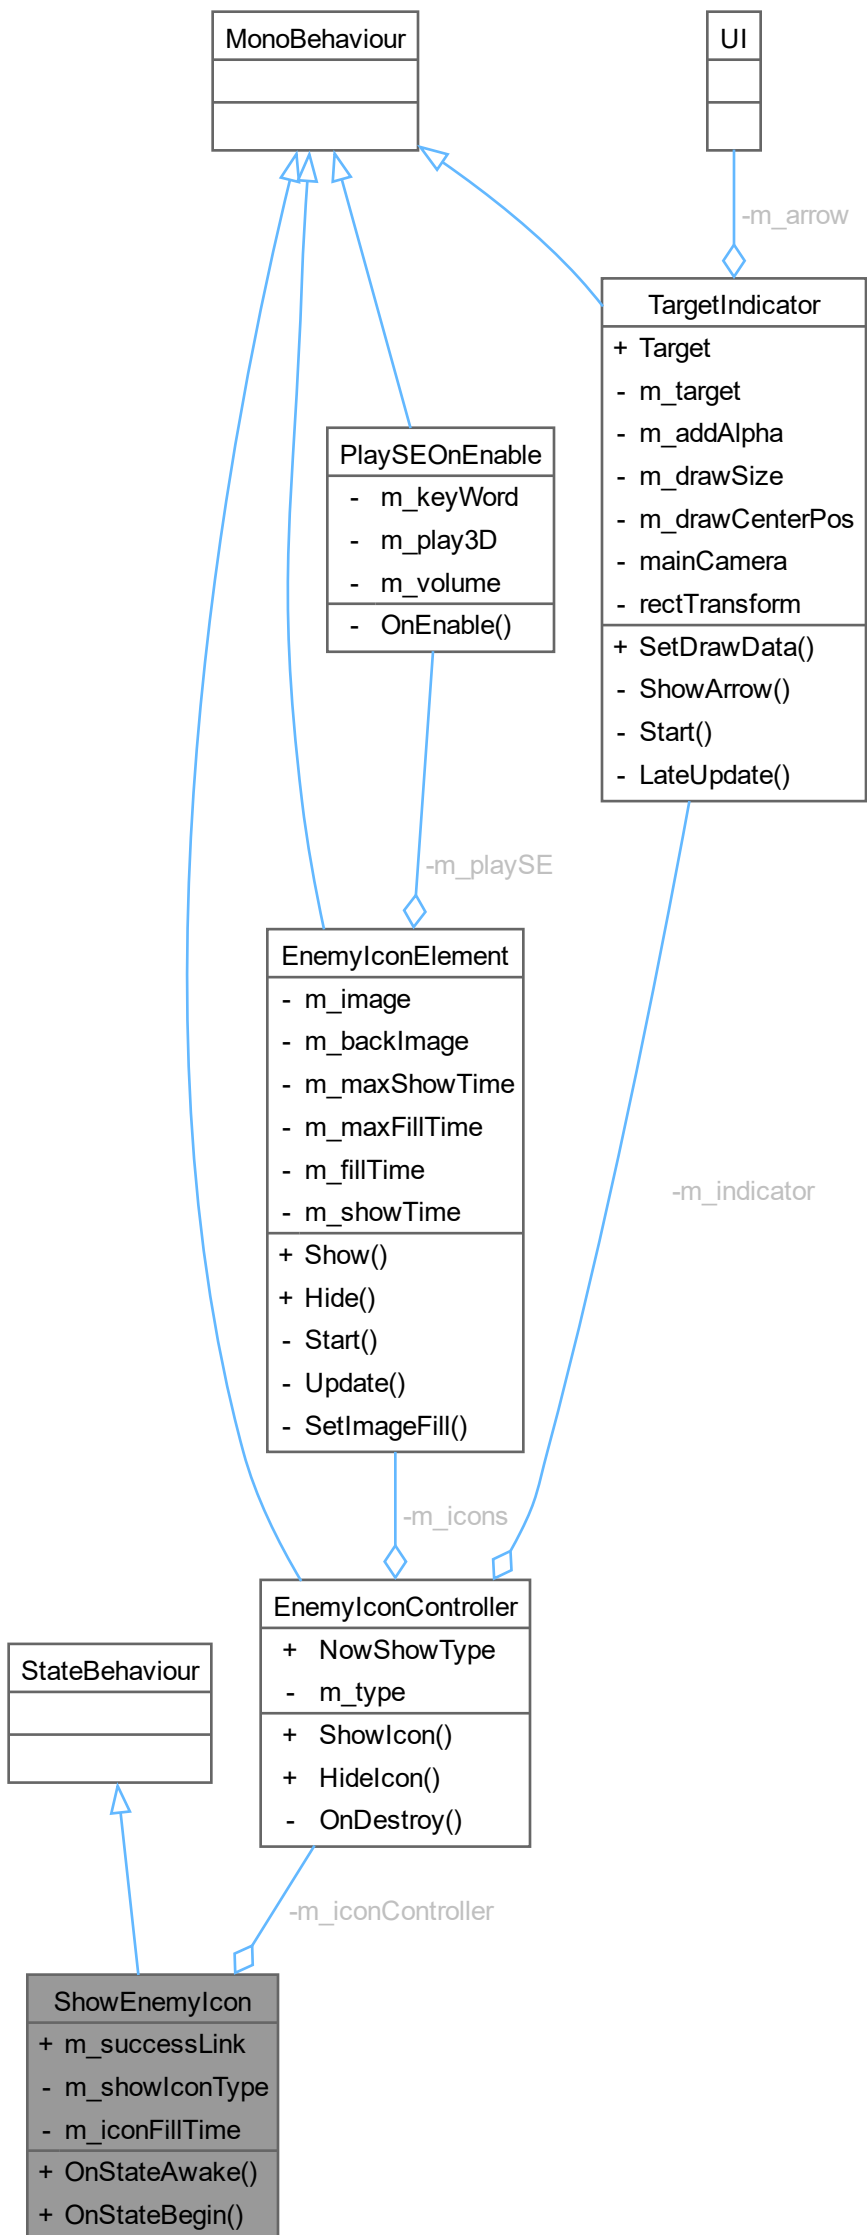 MonoBehaviour
UI
-m_arrow
TargetIndicator
+ Target
- m_target
- m_addAlpha
- m_drawSize
- m_drawCenterPos
- mainCamera
- rectTransform
+ SetDrawData()
- ShowArrow()
- Start()
- LateUpdate()
PlaySEOnEnable
- m_keyWord
- m_play3D
- m_volume
- OnEnable()
-m_playSE
EnemyIconElement
- m_image
- m_backImage
- m_maxShowTime
- m_maxFillTime
- m_fillTime
- m_showTime
+ Show()
+ Hide()
- Start()
- Update()
- SetImageFill()
-m_indicator
-m_icons
EnemyIconController
+ NowShowType
- m_type
+ ShowIcon()
+ HideIcon()
- OnDestroy()
StateBehaviour
-m_iconController
ShowEnemyIcon
+ m_successLink
- m_showIconType
- m_iconFillTime
+ OnStateAwake()
+ OnStateBegin()